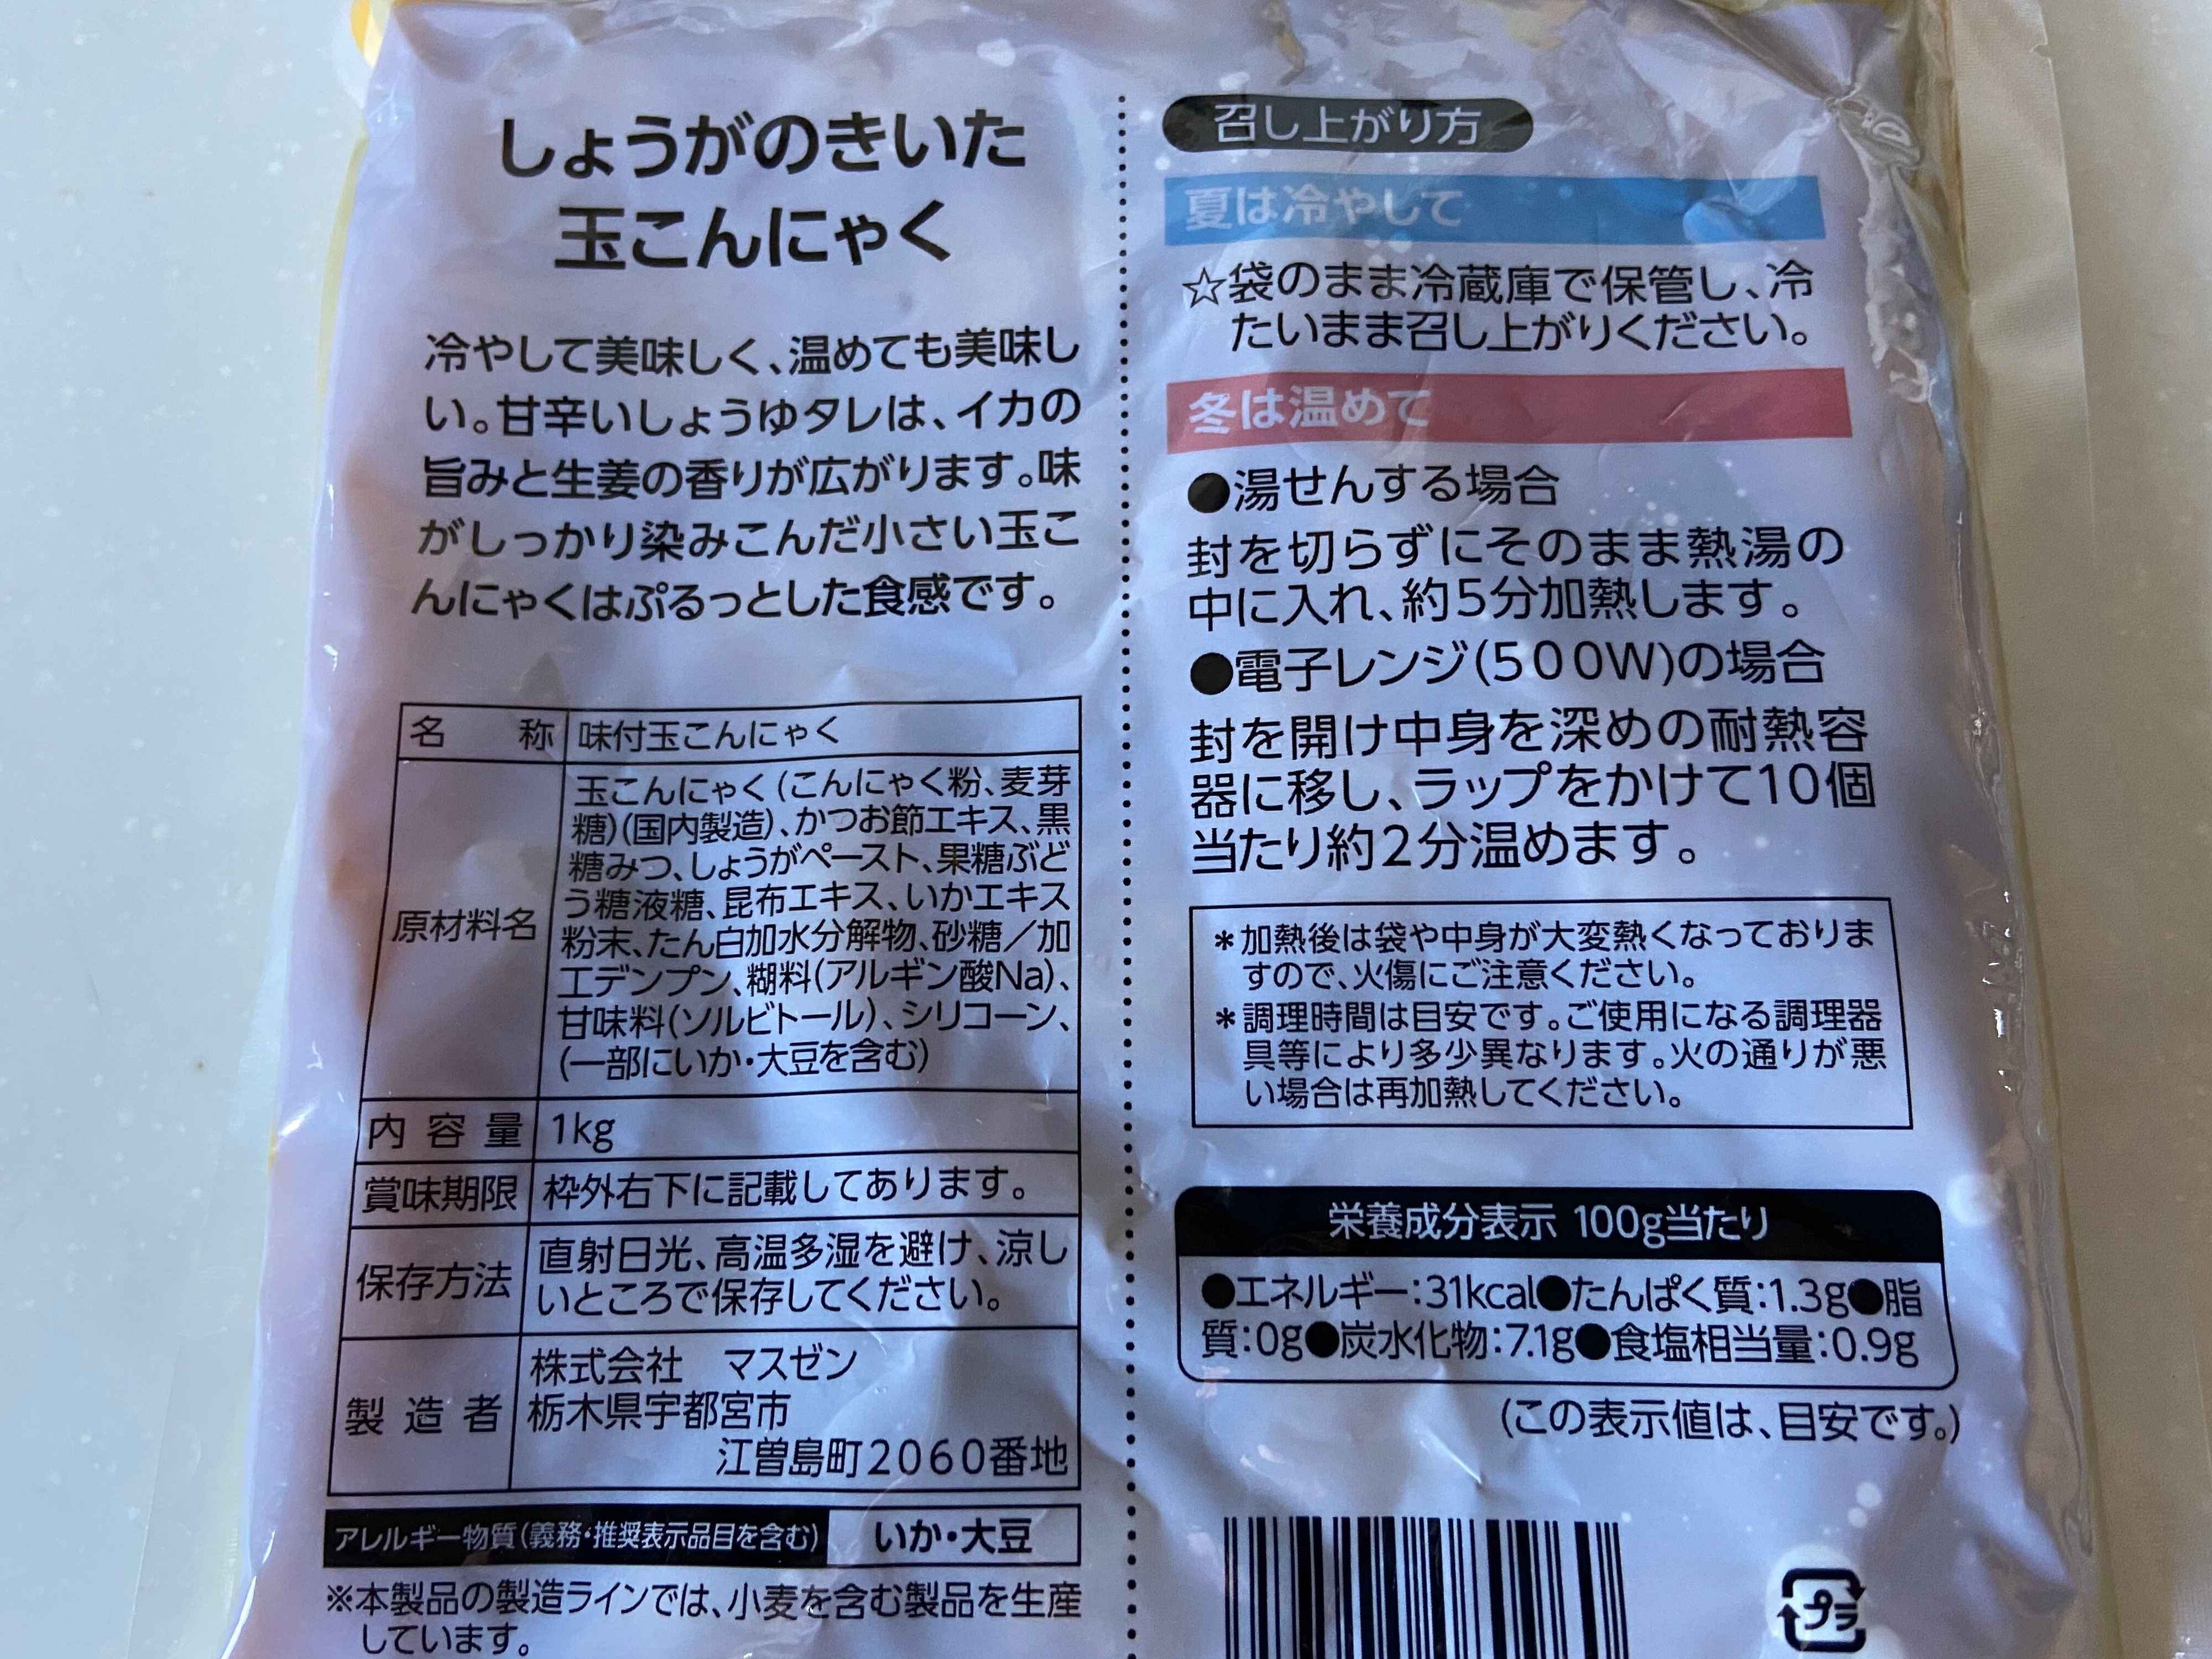 しょうがのきいた
玉こんにゃく
冷やして美味しく、温めても美味し
い。甘辛いしょうゆタレは、イカの
旨みと生姜の香りが広がります。味
がしっかり染みこんだ小さい玉こ
んにゃくはぷるっとした食感です。
名　称 味付玉こんにゃく
原材料名
玉こんにゃく(こんにゃく粉、麦芽
糖)(国内製造)、かつお節エキス、黒
糖みつ、しょうがペースト、果糖ぶど
う糖液糖、昆布エキス、いかエキス
粉末、たん白加水分解物、砂糖／加
工デンプン、糊料(アルギン酸Na)、
甘味料(ソルビトール)、シリコーン、
(一部にいか・大豆を含む)
内容量 1kg
賞味期限 枠外右下に記載してあります。
保存方法
直射日光、高温多湿を避け、涼し
いところで保存してください。
製造者
株式会社　マスゼン
栃木県宇都宮市
江曽島町2060番地
アレルギー物質(義務・推奨表示品目を含む) いか・大豆
※本製品の製造ラインでは、小麦を含む製品を生産
しています。
召し上がり方
夏は冷やして
☆袋のまま冷蔵庫で保管し、冷
たいまま召し上がりください。
冬は温めて
●湯せんする場合
封を切らずにそのまま熱湯の
中に入れ、約5分加熱します。
●電子レンジ(500W)の場合
封を開け中身を深めの耐熱容
器に移し、ラップをかけて10個
当たり約2分温めます。
＊加熱後は袋や中身が大変熱くなっておりま
すので、火傷にご注意ください。
＊調理時間は目安です。ご使用になる調理器
具等により多少異なります。火の通りが悪
い場合は再加熱してください。
栄養成分表示 100g当たり
●エネルギー:31kcal●たんぱく質:1.3g●脂
質:0g●炭水化物:7.1g●食塩相当量:0.9g
(この表示値は、目安です。)
プラ